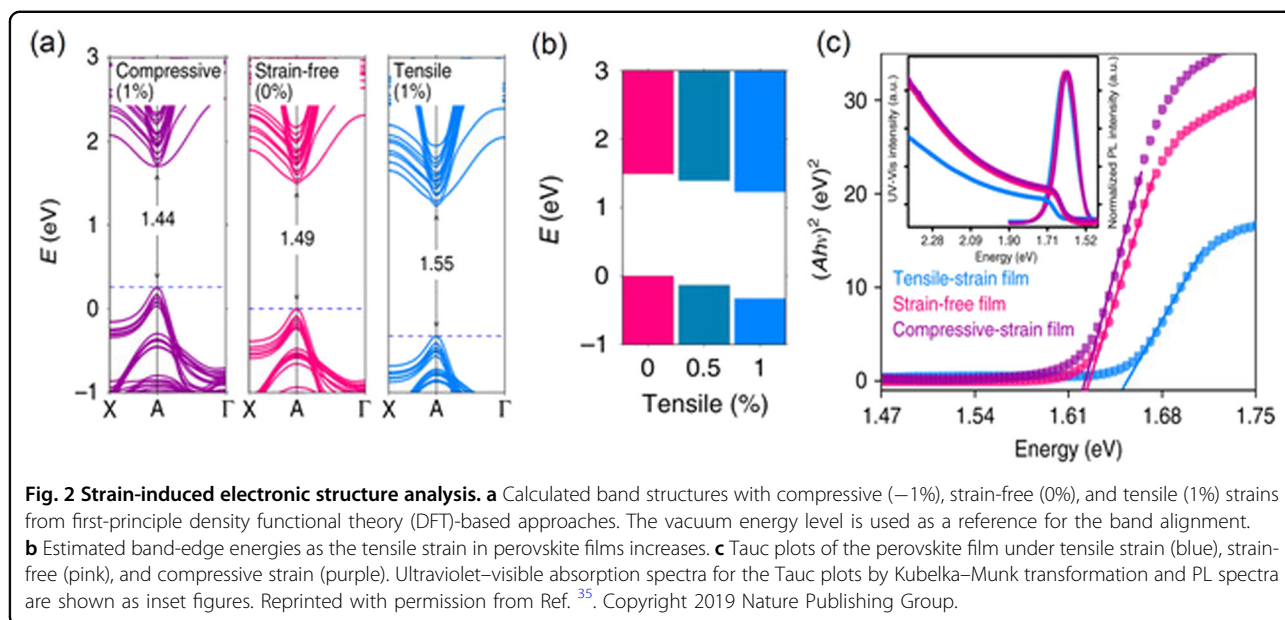 (a)
3
2
1
0
−1
E (eV)
Compressive
(1%)
1.44
X A Γ
Strain-free
(0%)
1.49
X A Γ
Tensile
(1%)
1.55
X A Γ
(b)
3
2
1
0
−1
E (eV)
0 0.5 1
Tensile (%)
(c)
30
20
10
0
(Ahν)² (eV)²
UV-Vis intensity (a.u.)
Normalized PL intensity (a.u.)
2.28 2.09 1.90 1.71 1.52
Energy (eV)
Tensile-strain film
Strain-free film
Compressive-strain film
1.47 1.54 1.61 1.68 1.75
Energy (eV)
Fig. 2 Strain-induced electronic structure analysis. a Calculated band structures with compressive (−1%), strain-free (0%), and tensile (1%) strains
from first-principle density functional theory (DFT)-based approaches. The vacuum energy level is used as a reference for the band alignment.
b Estimated band-edge energies as the tensile strain in perovskite films increases. c Tauc plots of the perovskite film under tensile strain (blue), strain-
free (pink), and compressive strain (purple). Ultraviolet–visible absorption spectra for the Tauc plots by Kubelka–Munk transformation and PL spectra
are shown as inset figures. Reprinted with permission from Ref. 35. Copyright 2019 Nature Publishing Group.